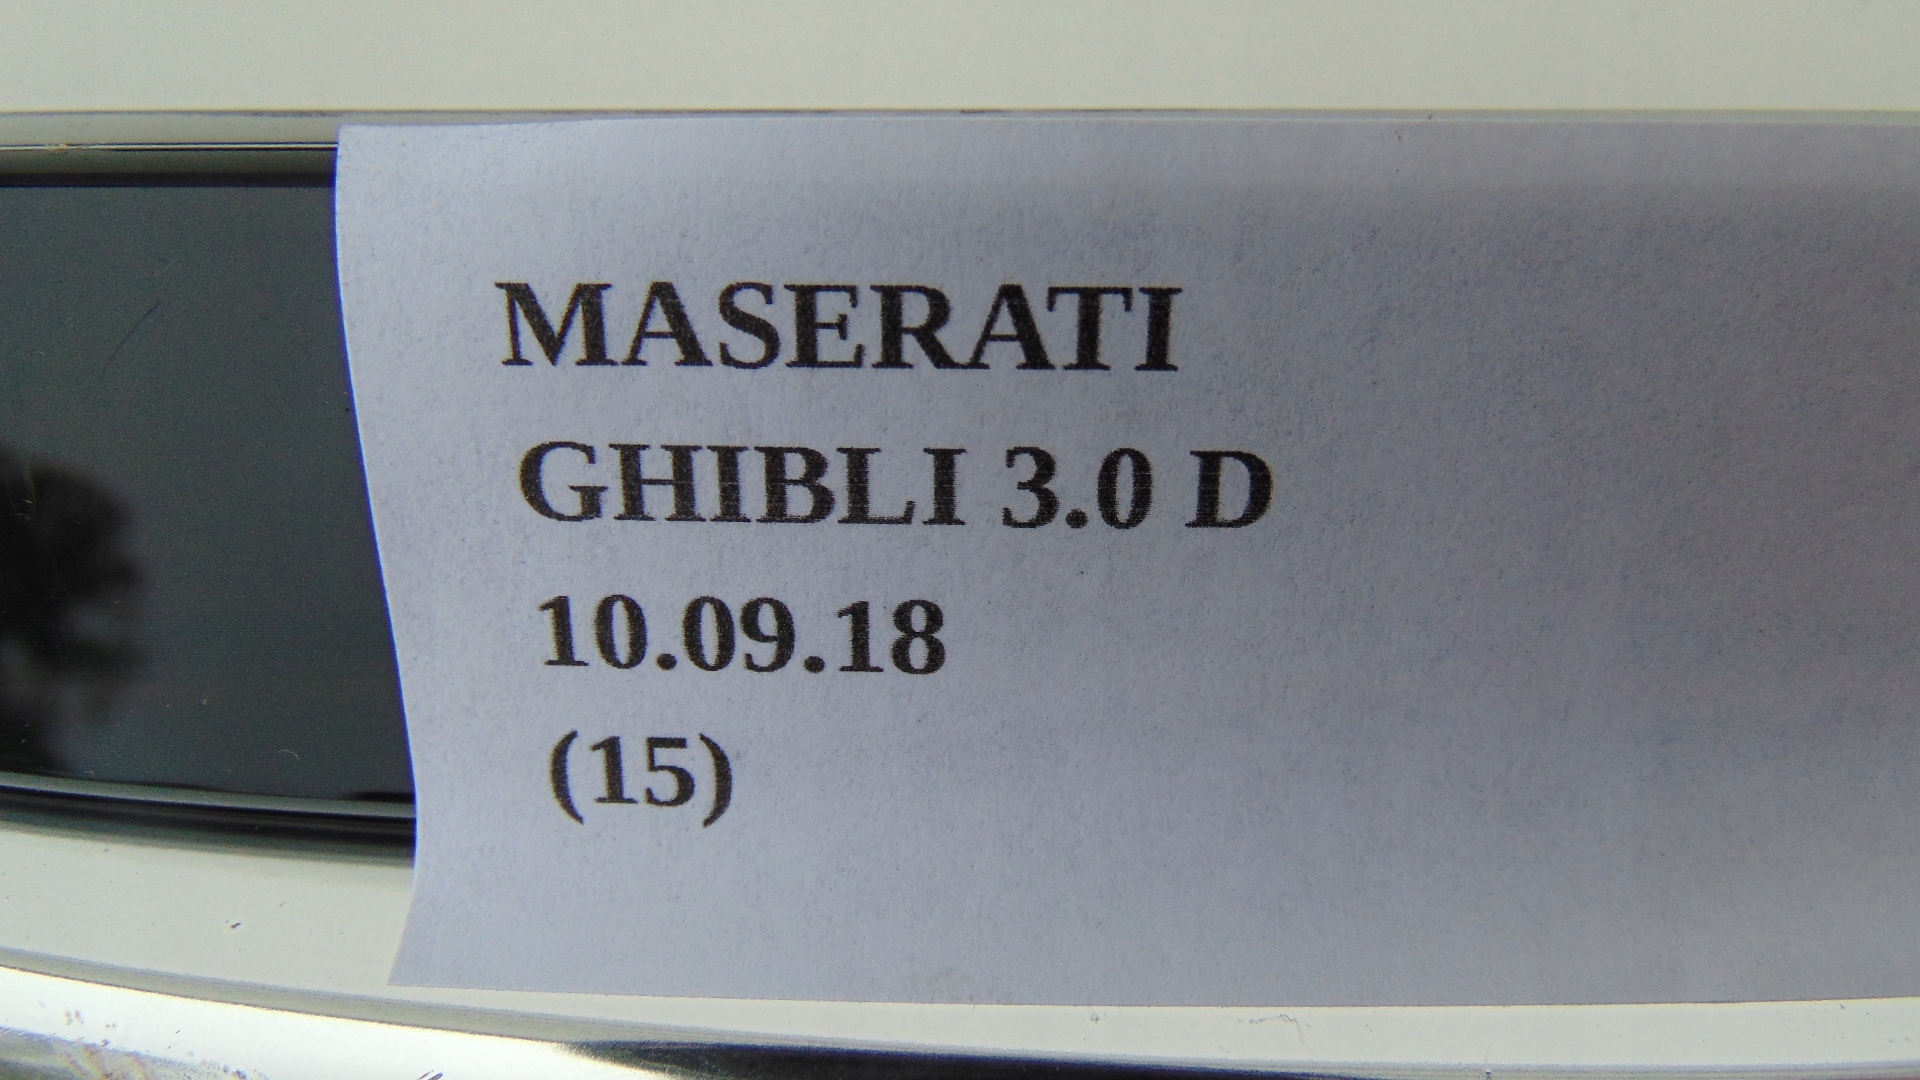 MASERATI
GHIBLI 3.0 D
10.09.18
(15)